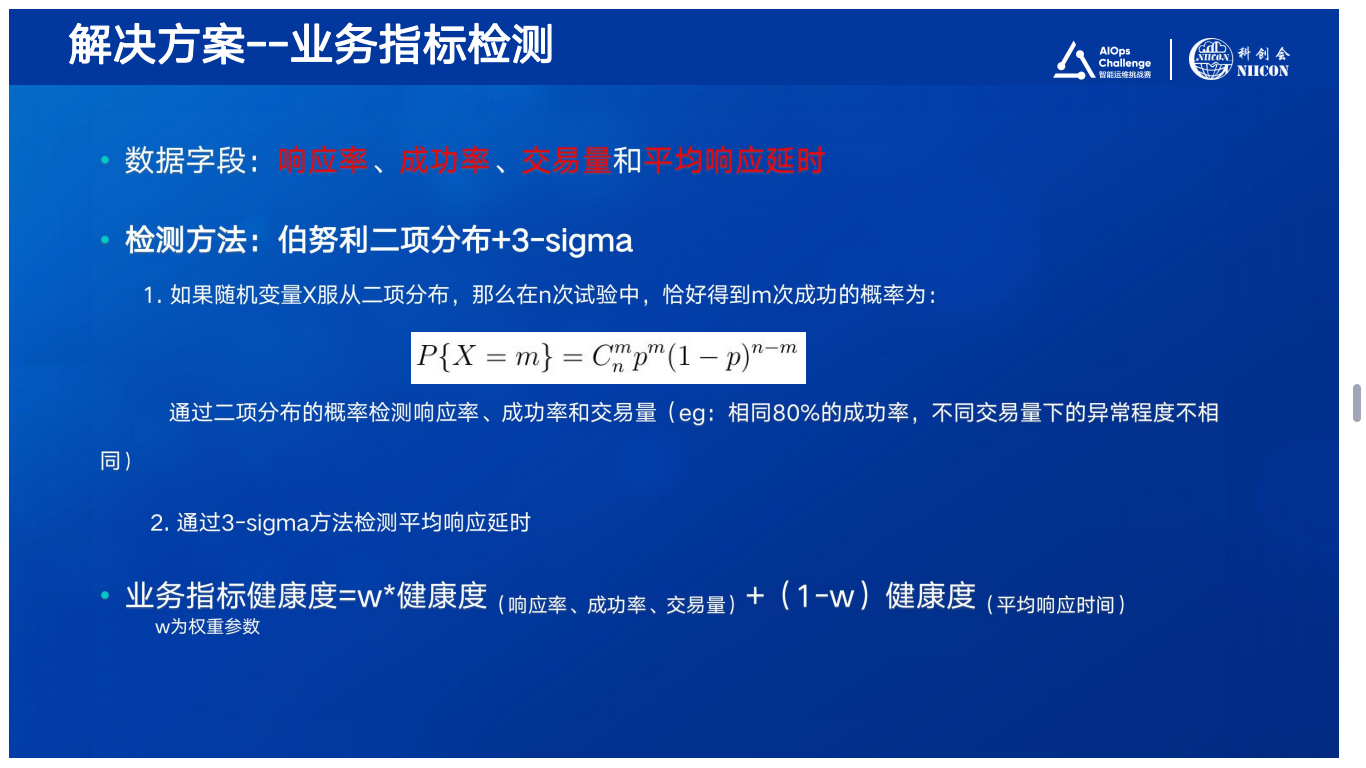 解决方案--业务指标检测
AIOps
Challenge
智能运维挑战赛
NIICON
科创会
NIICON
• 数据字段：响应率、成功率、交易量和平均响应延时
• 检测方法：伯努利二项分布+3-sigma
1. 如果随机变量X服从二项分布，那么在n次试验中，恰好得到m次成功的概率为：
P{X = m} = C_n^m p^m (1 − p)^{n−m}
通过二项分布的概率检测响应率、成功率和交易量（eg：相同80%的成功率，不同交易量下的异常程度不相
同）
2. 通过3-sigma方法检测平均响应延时
• 业务指标健康度=w*健康度（响应率、成功率、交易量）+（1-w）健康度（平均响应时间）
w为权重参数